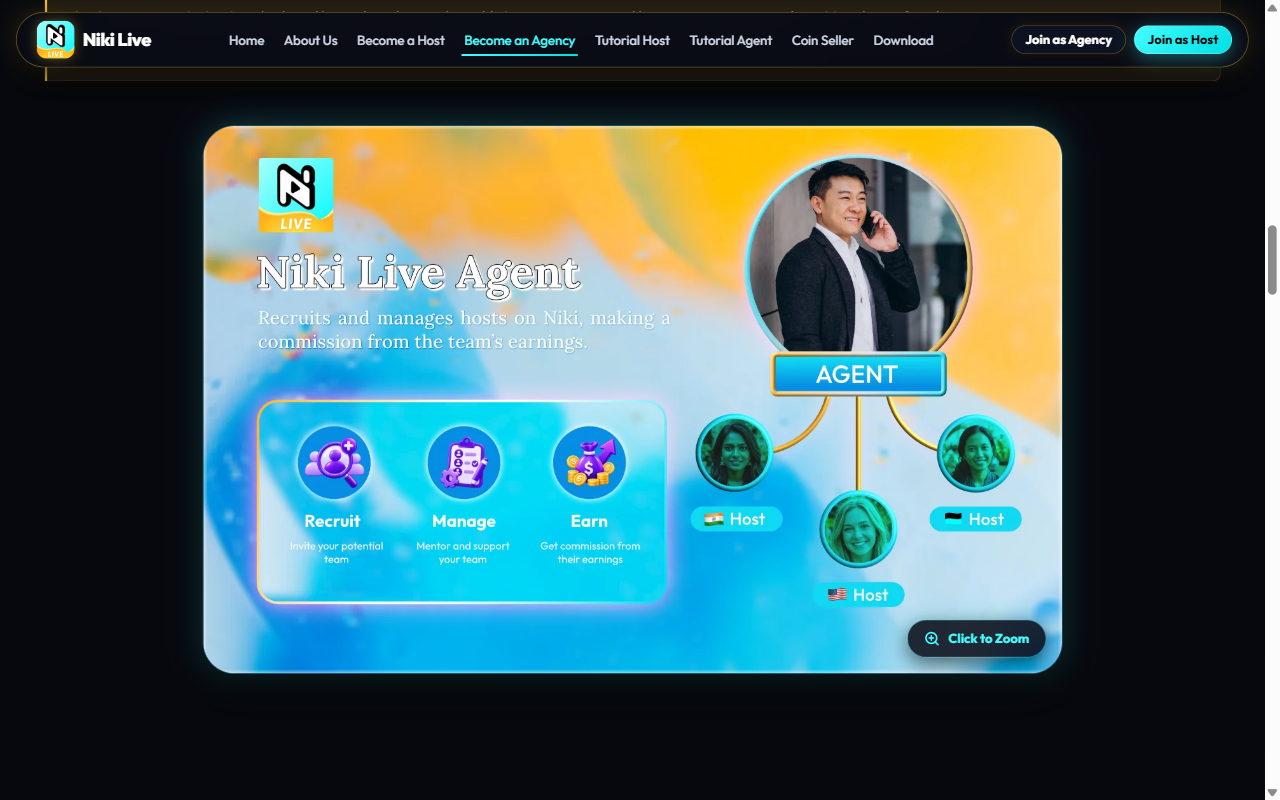 Niki Live
Home
About Us
Become a Host
Become an Agency
Tutorial Host
Tutorial Agent
Coin Seller
Download
Join as Agency
Join as Host
LIVE
LIVE
Niki Live Agent
Recruits and manages hosts on Niki, making a
commission from the team's earnings.
AGENT
Recruit
Invite your potential
team
Manage
Mentor and support
your team
Earn
Get commission from
their earnings
Host
Host
Host
Click to Zoom